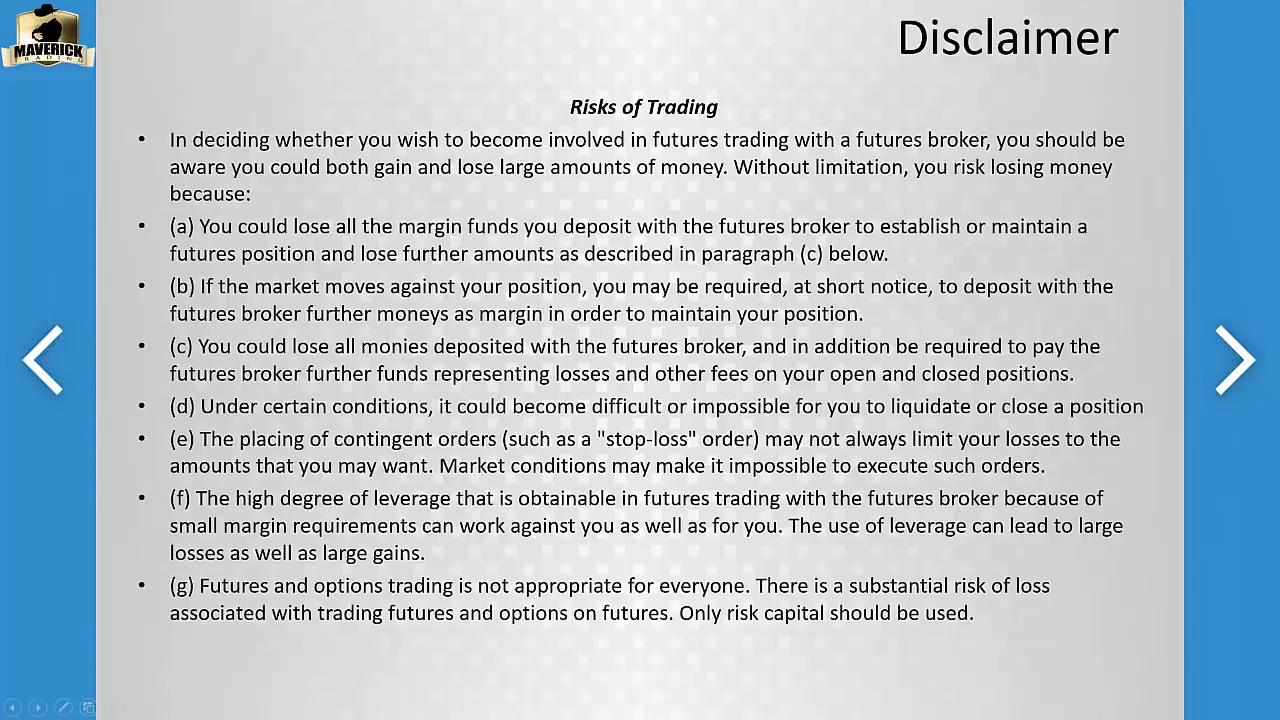 MAVERICK
TRADING
Disclaimer
Risks of Trading
• In deciding whether you wish to become involved in futures trading with a futures broker, you should be
aware you could both gain and lose large amounts of money. Without limitation, you risk losing money
because:
• (a) You could lose all the margin funds you deposit with the futures broker to establish or maintain a
futures position and lose further amounts as described in paragraph (c) below.
• (b) If the market moves against your position, you may be required, at short notice, to deposit with the
futures broker further moneys as margin in order to maintain your position.
• (c) You could lose all monies deposited with the futures broker, and in addition be required to pay the
futures broker further funds representing losses and other fees on your open and closed positions.
• (d) Under certain conditions, it could become difficult or impossible for you to liquidate or close a position
• (e) The placing of contingent orders (such as a "stop-loss" order) may not always limit your losses to the
amounts that you may want. Market conditions may make it impossible to execute such orders.
• (f) The high degree of leverage that is obtainable in futures trading with the futures broker because of
small margin requirements can work against you as well as for you. The use of leverage can lead to large
losses as well as large gains.
• (g) Futures and options trading is not appropriate for everyone. There is a substantial risk of loss
associated with trading futures and options on futures. Only risk capital should be used.